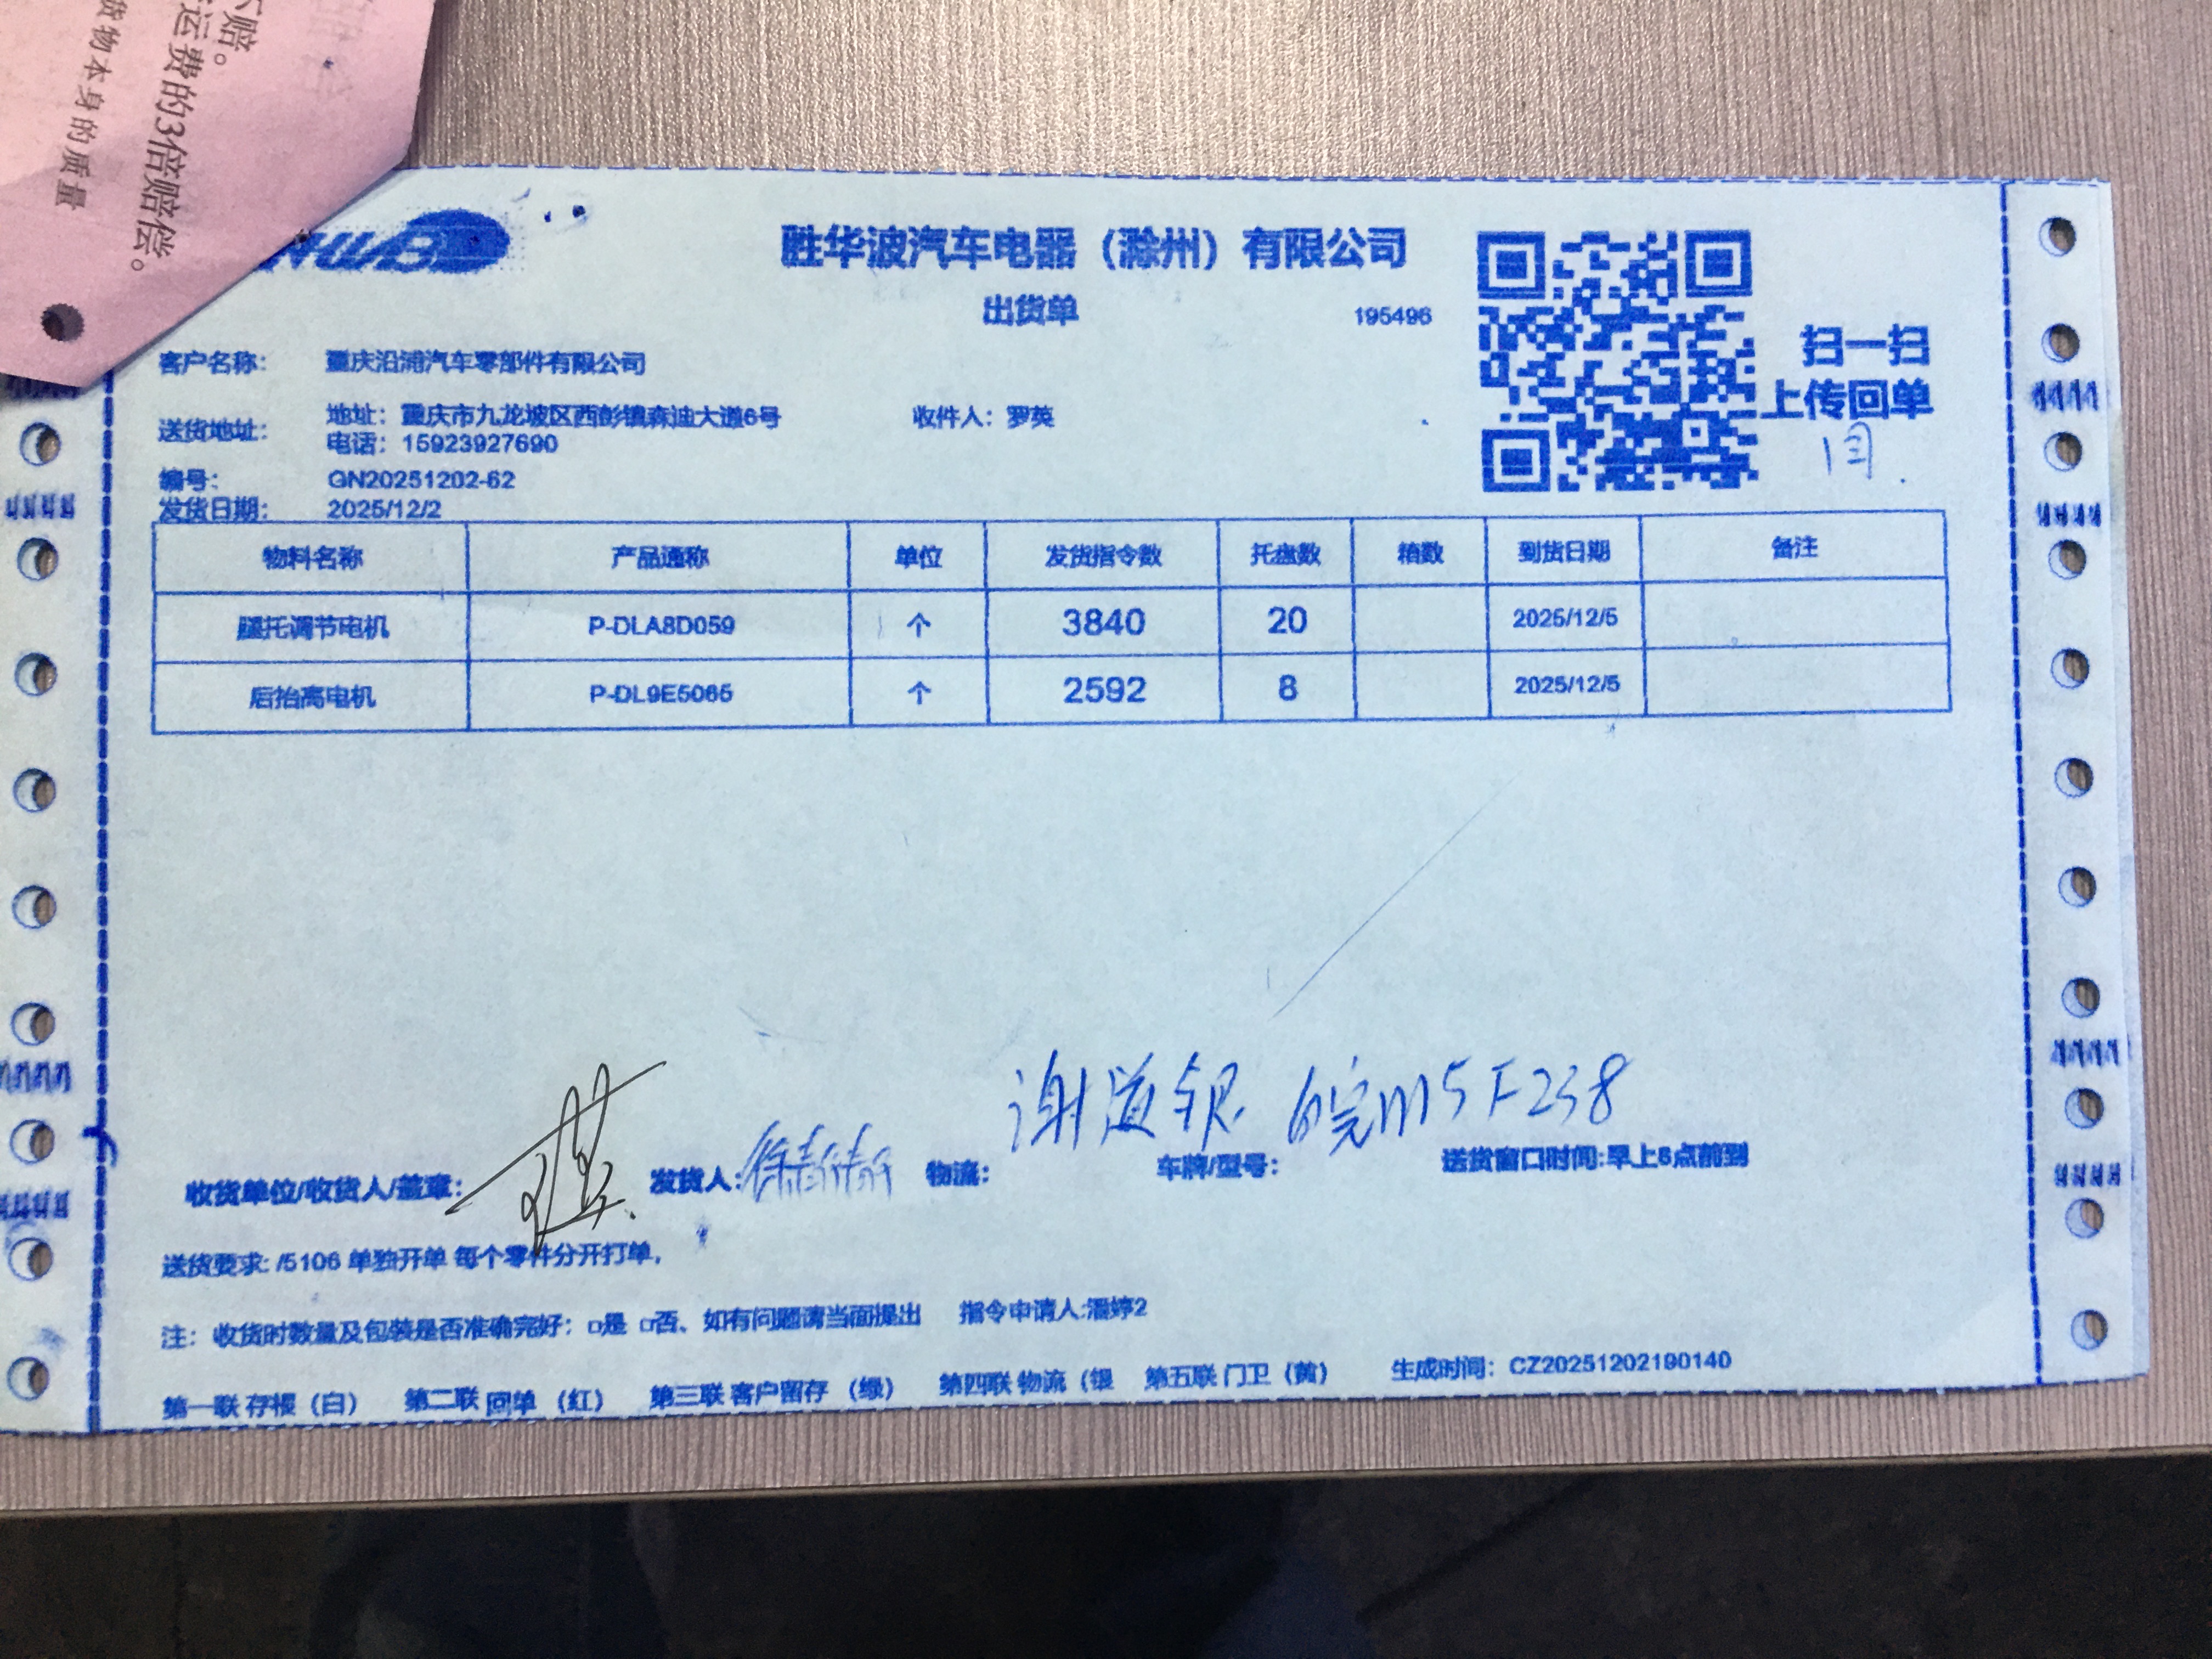 不赔。
运费的3倍赔偿。
货物本身的质量
胜华波汽车电器（滁州）有限公司
出货单
195496
扫一扫
上传回单
客户名称： 重庆沿浦汽车零部件有限公司
送货地址： 地址：重庆市九龙坡区西彭镇森迪大道6号 收件人：罗英
电话：15923927690
编号： GN20251202-62
发货日期： 2025/12/2
物料名称 产品通称 单位 发货指令数 托盘数 箱数 到货日期 备注
腿托调节电机 P-DLA8D059 个 3840 20 2025/12/5
后抬高电机 P-DL9E5065 个 2592 8 2025/12/5
谢道银 皖M5F238
收货单位/收货人/盖章： 发货人：徐静静 物流： 车牌/型号： 送货窗口时间:早上8点前到
送货要求: /5106 单独开单 每个零件分开打单,
注：收货时数量及包装是否准确完好；□是 □否、如有问题请当面提出 指令申请人:潘婷2
第一联 存根（白） 第二联 回单 （红） 第三联 客户留存 （绿） 第四联 物流（银 第五联 门卫（黄） 生成时间：CZ20251202190140